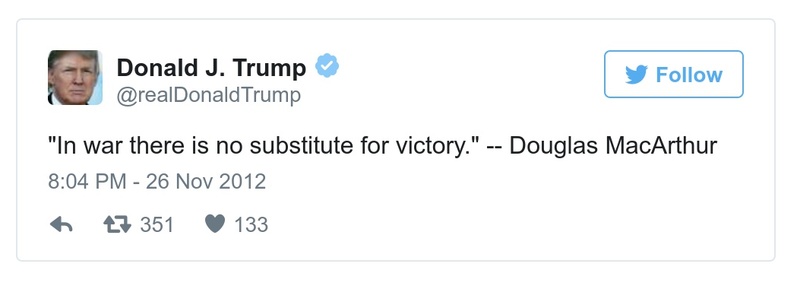 Donald J. Trump
@realDonaldTrump
Follow
"In war there is no substitute for victory." -- Douglas MacArthur
8:04 PM - 26 Nov 2012
351 133